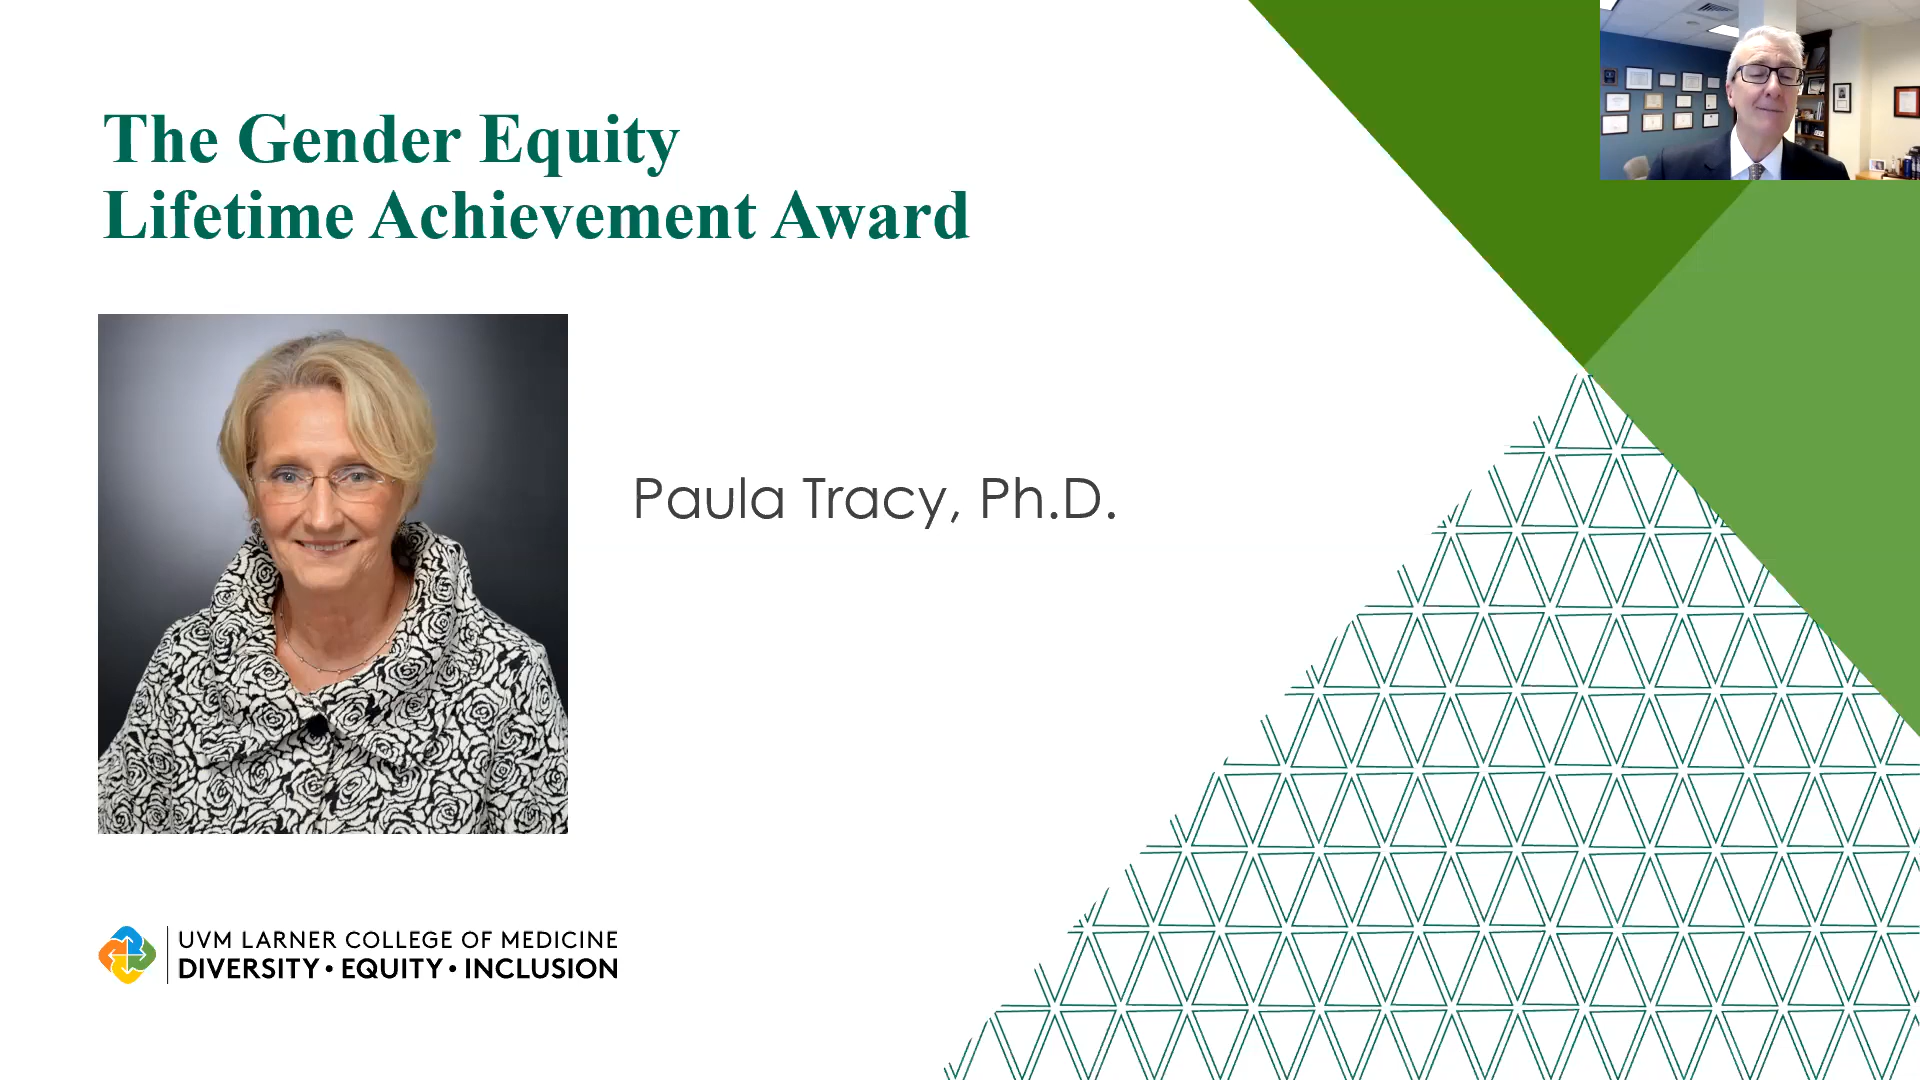 The Gender Equity
Lifetime Achievement Award
Paula Tracy, Ph.D.
UVM LARNER COLLEGE OF MEDICINE
DIVERSITY • EQUITY • INCLUSION